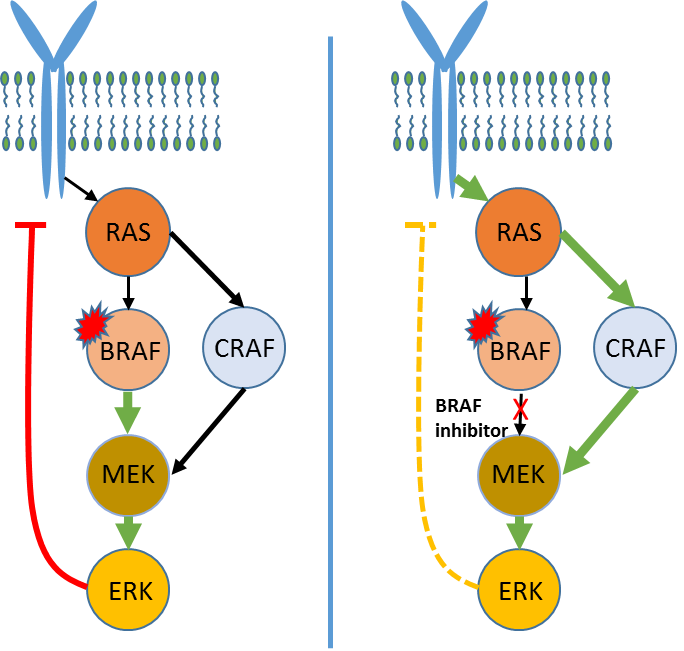 RAS
BRAF
CRAF
MEK
ERK
RAS
BRAF
CRAF
BRAF
inhibitor
MEK
ERK